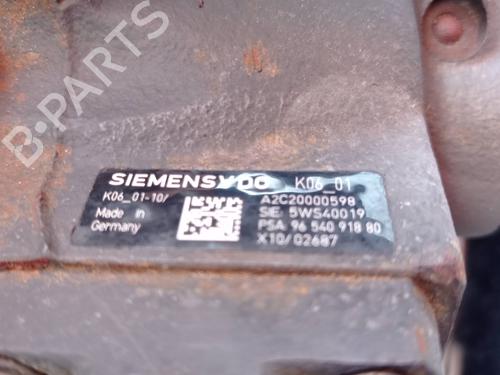 B-PARTS
SIEMENS VDO K06_01
K06_01-10/ A2C20000598
Made in SIE. 5WS40019
Germany PSA 96 540 918 80
X10/02687